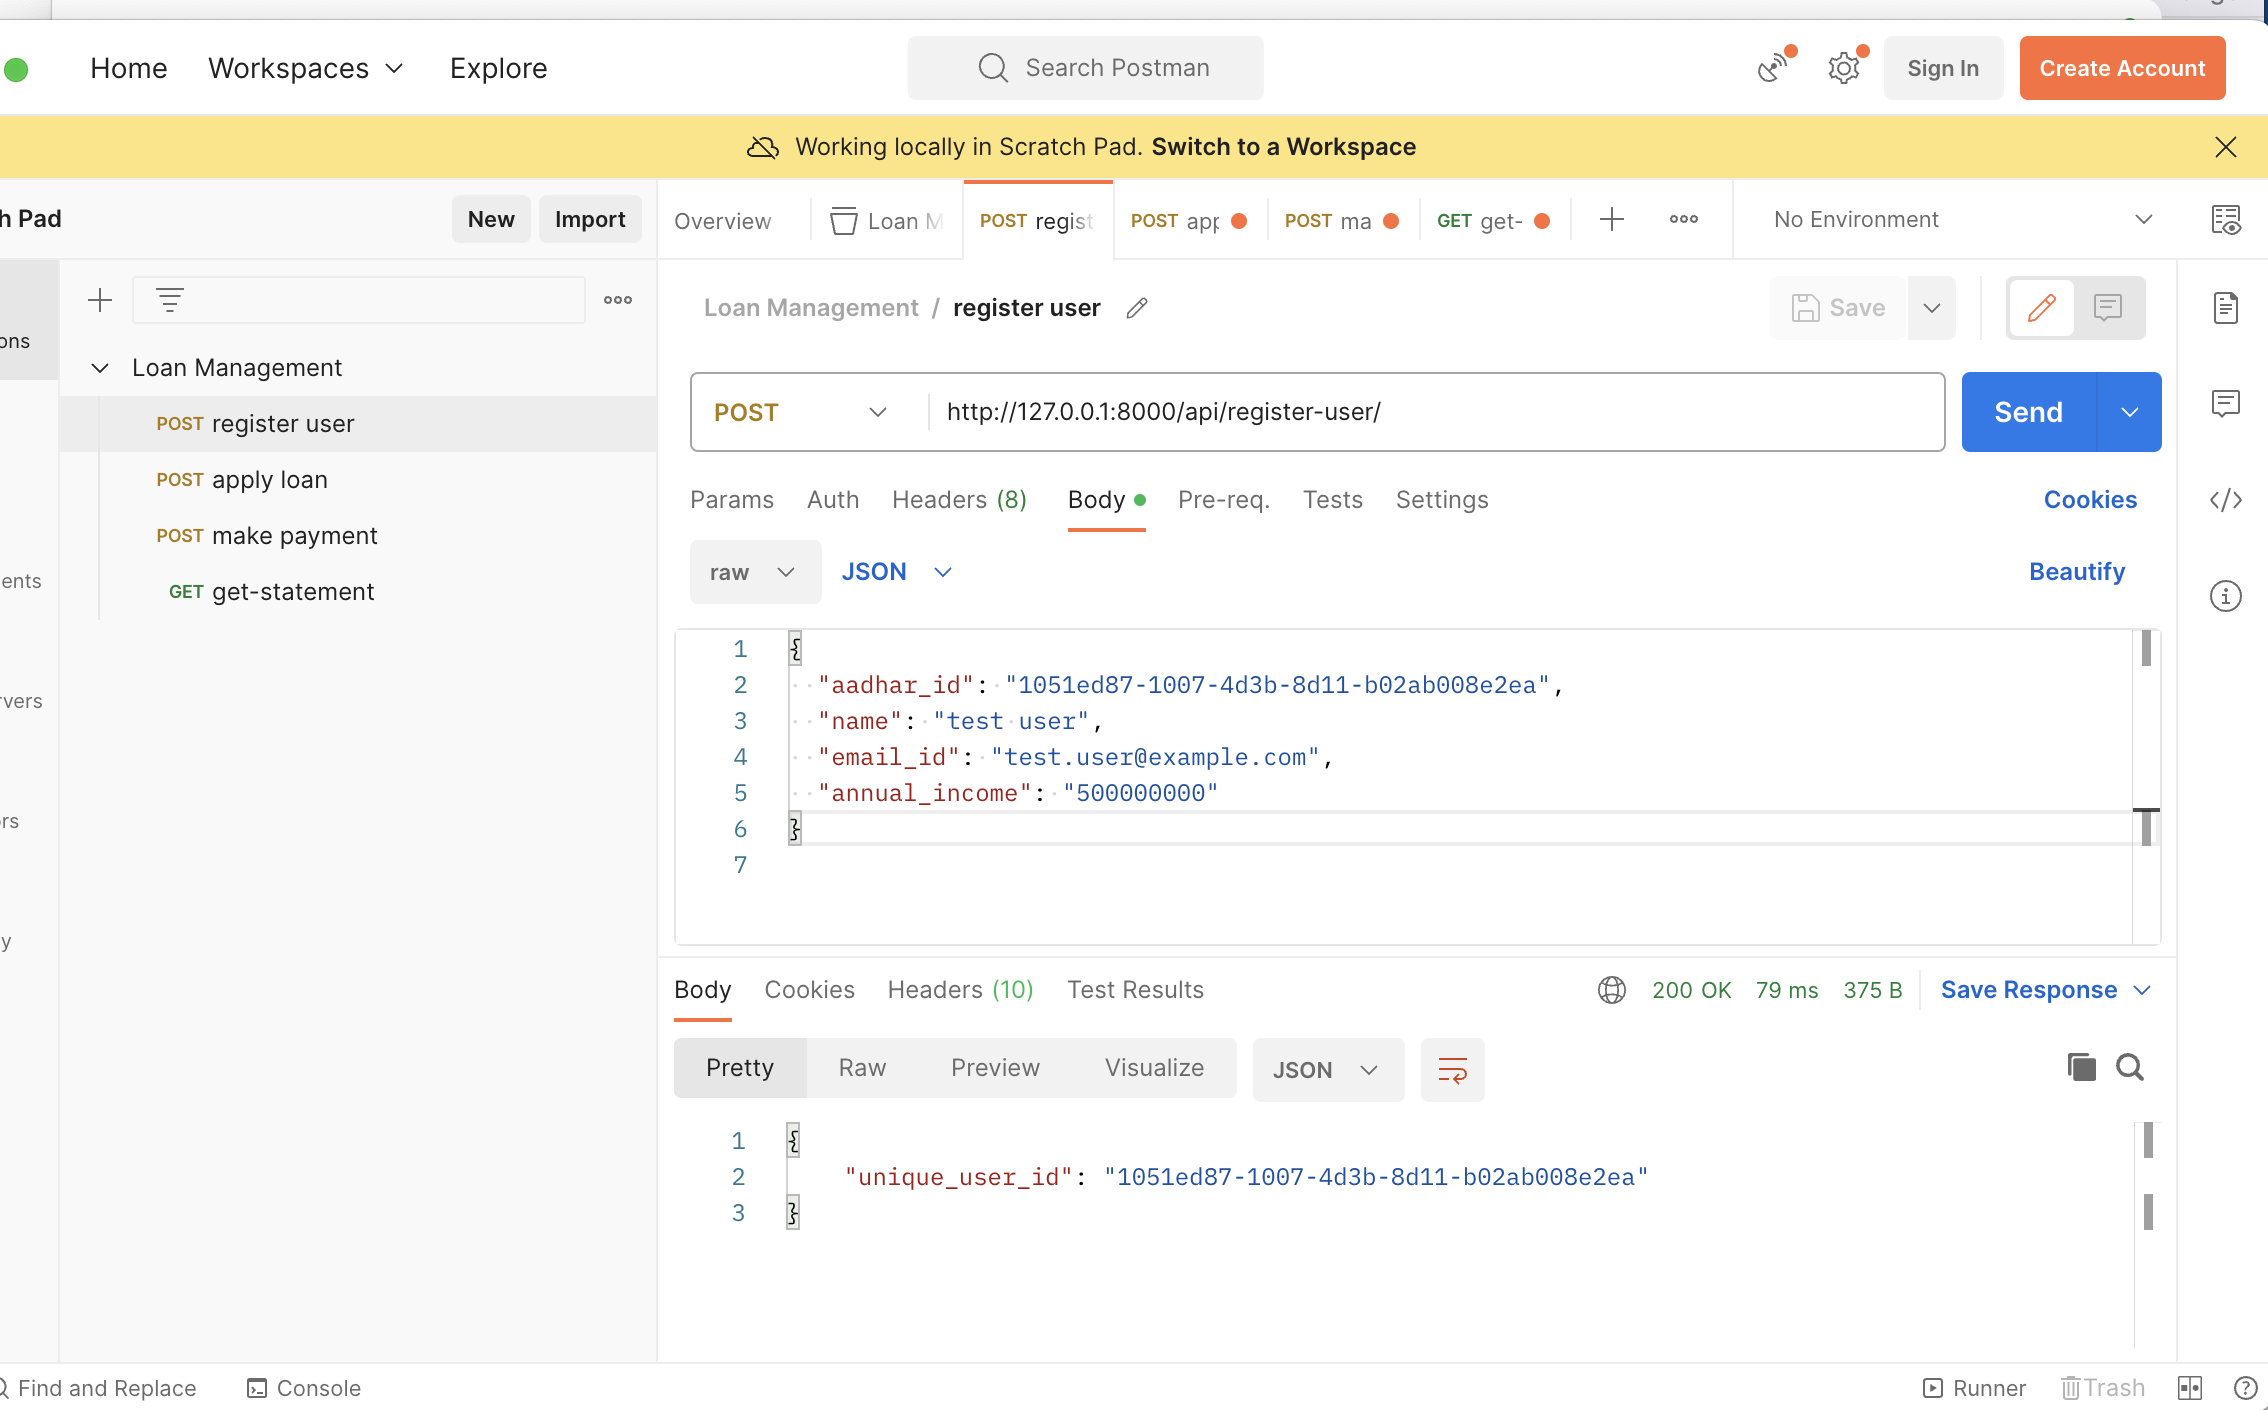 Home Workspaces Explore Search Postman Sign In Create Account
Working locally in Scratch Pad. Switch to a Workspace
h Pad New Import Overview Loan M POST regist POST app POST ma GET get- No Environment
ons
ents
rvers
ors
y
Loan Management
POST register user
POST apply loan
POST make payment
GET get-statement
Loan Management / register user Save
POST http://127.0.0.1:8000/api/register-user/ Send
Params Auth Headers (8) Body Pre-req. Tests Settings Cookies
raw JSON Beautify
1 {
2 "aadhar_id": "1051ed87-1007-4d3b-8d11-b02ab008e2ea",
3 "name": "test user",
4 "email_id": "test.user@example.com",
5 "annual_income": "500000000"
6 }
7
Body Cookies Headers (10) Test Results 200 OK 79 ms 375 B Save Response
Pretty Raw Preview Visualize JSON
1 {
2 "unique_user_id": "1051ed87-1007-4d3b-8d11-b02ab008e2ea"
3 }
Find and Replace Console Runner Trash